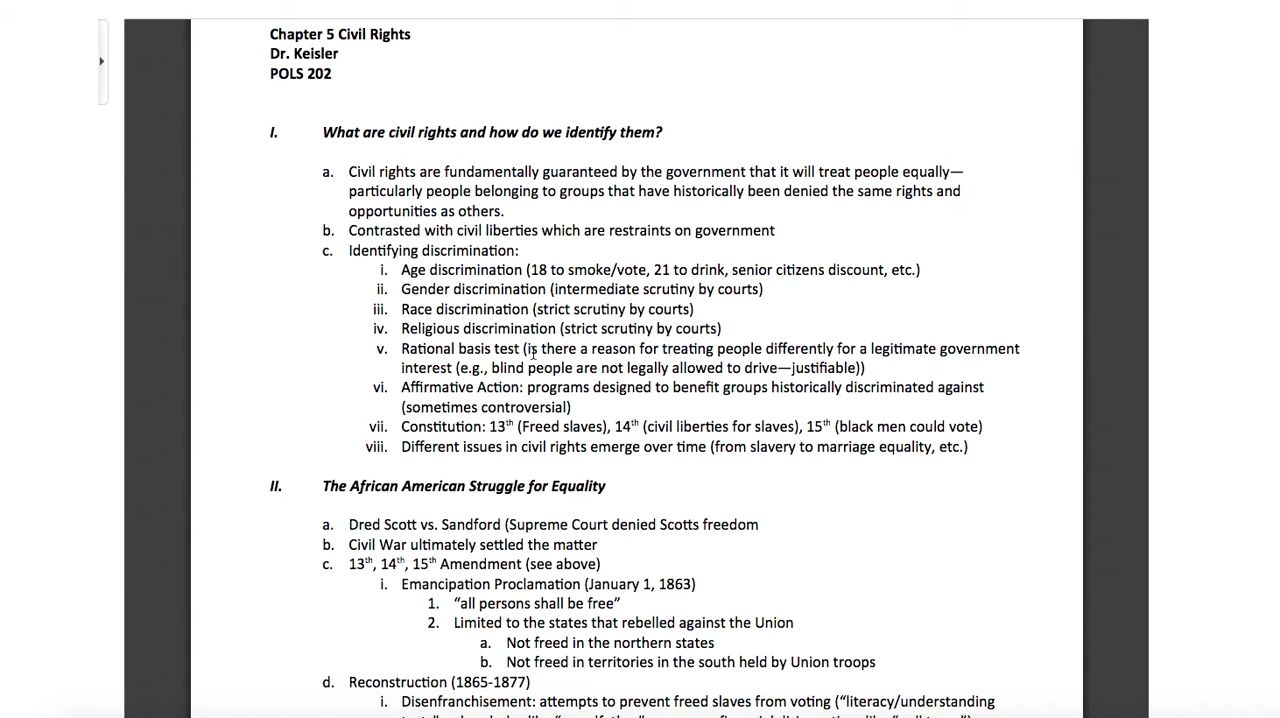 Chapter 5 Civil Rights
Dr. Keisler
POLS 202
I. What are civil rights and how do we identify them?
a. Civil rights are fundamentally guaranteed by the government that it will treat people equally—
particularly people belonging to groups that have historically been denied the same rights and
opportunities as others.
b. Contrasted with civil liberties which are restraints on government
c. Identifying discrimination:
i. Age discrimination (18 to smoke/vote, 21 to drink, senior citizens discount, etc.)
ii. Gender discrimination (intermediate scrutiny by courts)
iii. Race discrimination (strict scrutiny by courts)
iv. Religious discrimination (strict scrutiny by courts)
v. Rational basis test (is there a reason for treating people differently for a legitimate government
interest (e.g., blind people are not legally allowed to drive—justifiable))
vi. Affirmative Action: programs designed to benefit groups historically discriminated against
(sometimes controversial)
vii. Constitution: 13th (Freed slaves), 14th (civil liberties for slaves), 15th (black men could vote)
viii. Different issues in civil rights emerge over time (from slavery to marriage equality, etc.)
II. The African American Struggle for Equality
a. Dred Scott vs. Sandford (Supreme Court denied Scotts freedom
b. Civil War ultimately settled the matter
c. 13th, 14th, 15th Amendment (see above)
i. Emancipation Proclamation (January 1, 1863)
1. “all persons shall be free”
2. Limited to the states that rebelled against the Union
a. Not freed in the northern states
b. Not freed in territories in the south held by Union troops
d. Reconstruction (1865-1877)
i. Disenfranchisement: attempts to prevent freed slaves from voting (“literacy/understanding